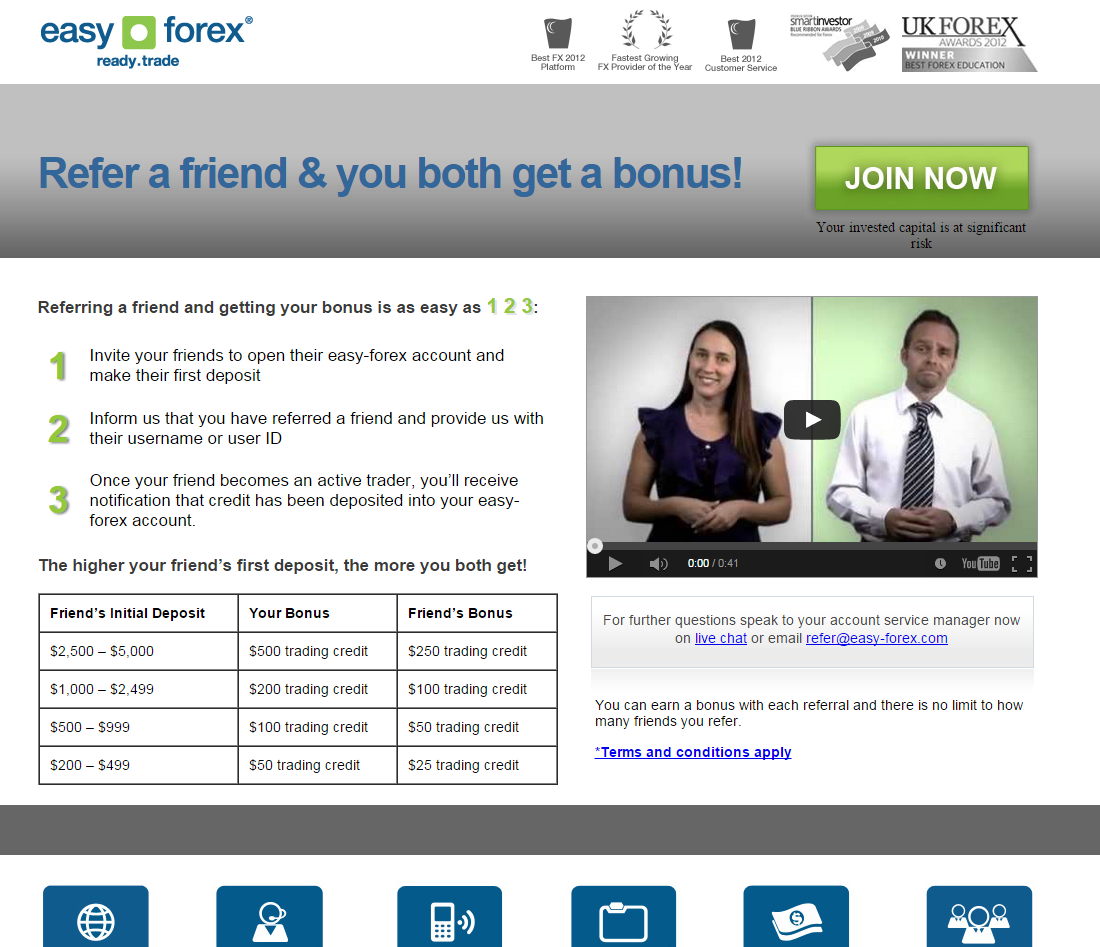 easy forex®
ready.trade
Best FX 2012
Platform
Fastest Growing
FX Provider of the Year
Best 2012
Customer Service
smartinvestor
BLUE RIBBON AWARDS
Recommended for Forex
2010
UK FOREX
AWARDS 2012
WINNER
BEST FOREX EDUCATION
Refer a friend & you both get a bonus!
JOIN NOW
Your invested capital is at significant
risk
Referring a friend and getting your bonus is as easy as 1 2 3:
1 Invite your friends to open their easy-forex account and
make their first deposit
2 Inform us that you have referred a friend and provide us with
their username or user ID
3 Once your friend becomes an active trader, you’ll receive
notification that credit has been deposited into your easy-
forex account.
The higher your friend’s first deposit, the more you both get!
Friend’s Initial Deposit Your Bonus Friend’s Bonus
$2,500 – $5,000 $500 trading credit $250 trading credit
$1,000 – $2,499 $200 trading credit $100 trading credit
$500 – $999 $100 trading credit $50 trading credit
$200 – $499 $50 trading credit $25 trading credit
0:00 / 0:41
YouTube
For further questions speak to your account service manager now
on live chat or email refer@easy-forex.com
You can earn a bonus with each referral and there is no limit to how
many friends you refer.
*Terms and conditions apply
$